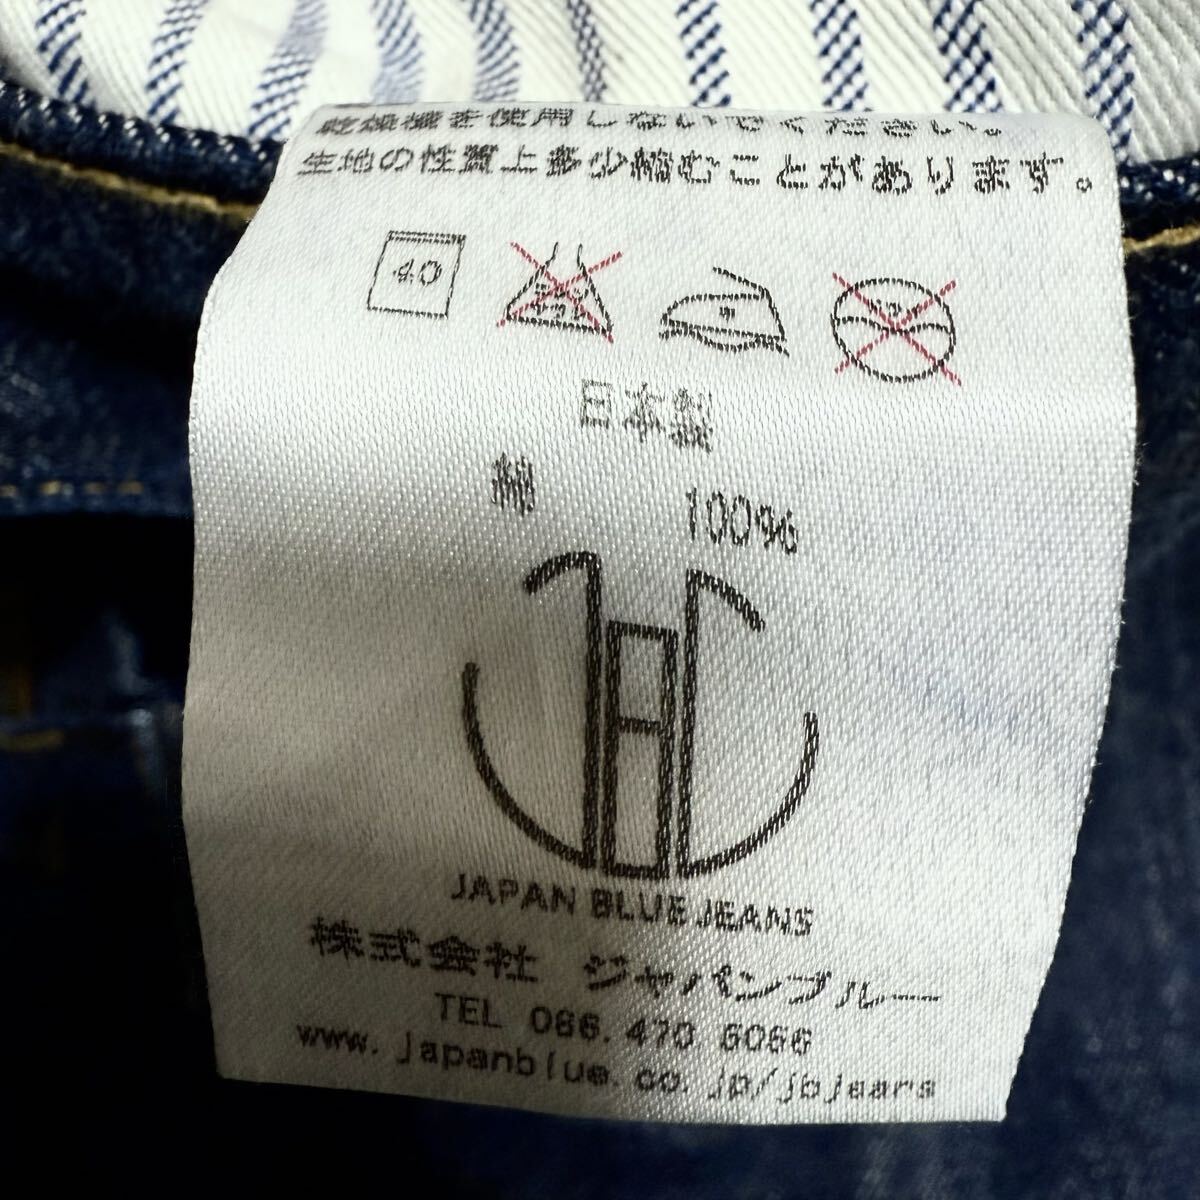 乾燥機を使用しないでください。
生地の性質上多少縮むことがあります。
40
日本製
綿 100%
JAPAN BLUE JEANS
株式会社 ジャパンブルー
TEL 086.470 6066
www.japanblue.co.jp/jbjeans